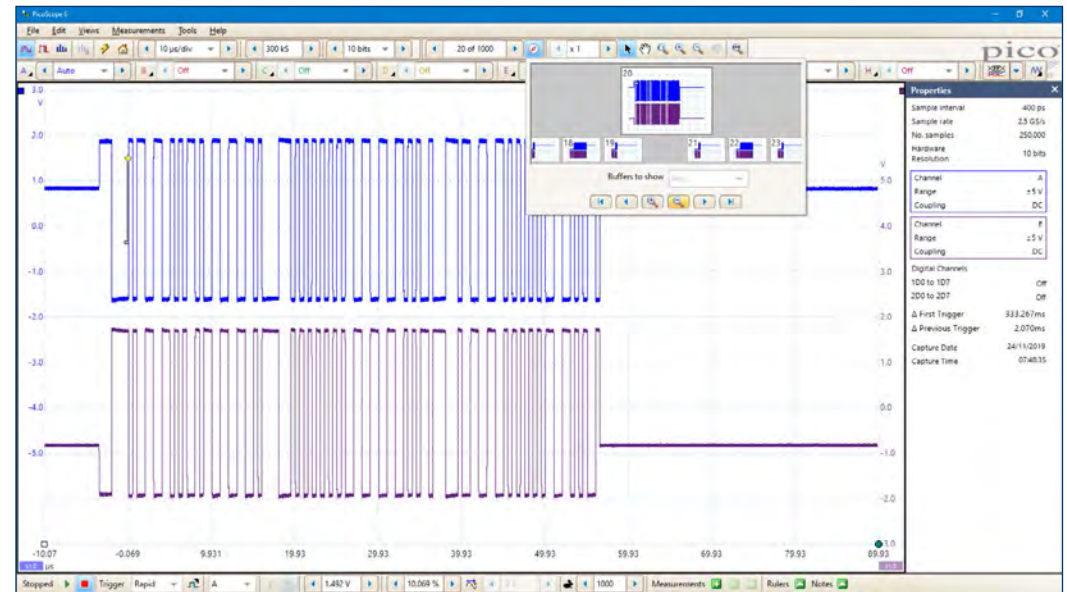 PicoScope 6
File Edit Views Measurements Tools Help
10 µs/div 300 kS 10 bits 20 of 1000 x 1
pico
A Auto B Off C Off D Off E H Off
3.0
V
2.0
1.0
0.0
-1.0
-2.0
-3.0
-4.0
-5.0
20
18 19 21 22 23
Buffers to show
V
5.0
4.0
3.0
2.0
1.0
0.0
-1.0
-2.0
-3.0
-10.07 -0.069 9.931 19.93 29.93 39.93 49.93 59.93 69.93 79.93 89.93
x1.0 µs x1.0
Properties
Sample interval 400 ps
Sample rate 2.5 GS/s
No. samples 250,000
Hardware Resolution 10 bits
Channel A
Range ±5 V
Coupling DC
Channel E
Range ±5 V
Coupling DC
Digital Channels
1D0 to 1D7 Off
2D0 to 2D7 Off
Δ First Trigger 333.267ms
Δ Previous Trigger 2.070ms
Capture Date 24/11/2019
Capture Time 07:48:35
Stopped Trigger Rapid A 1.492 V 10.069 % 1000 Measurements Rulers Notes